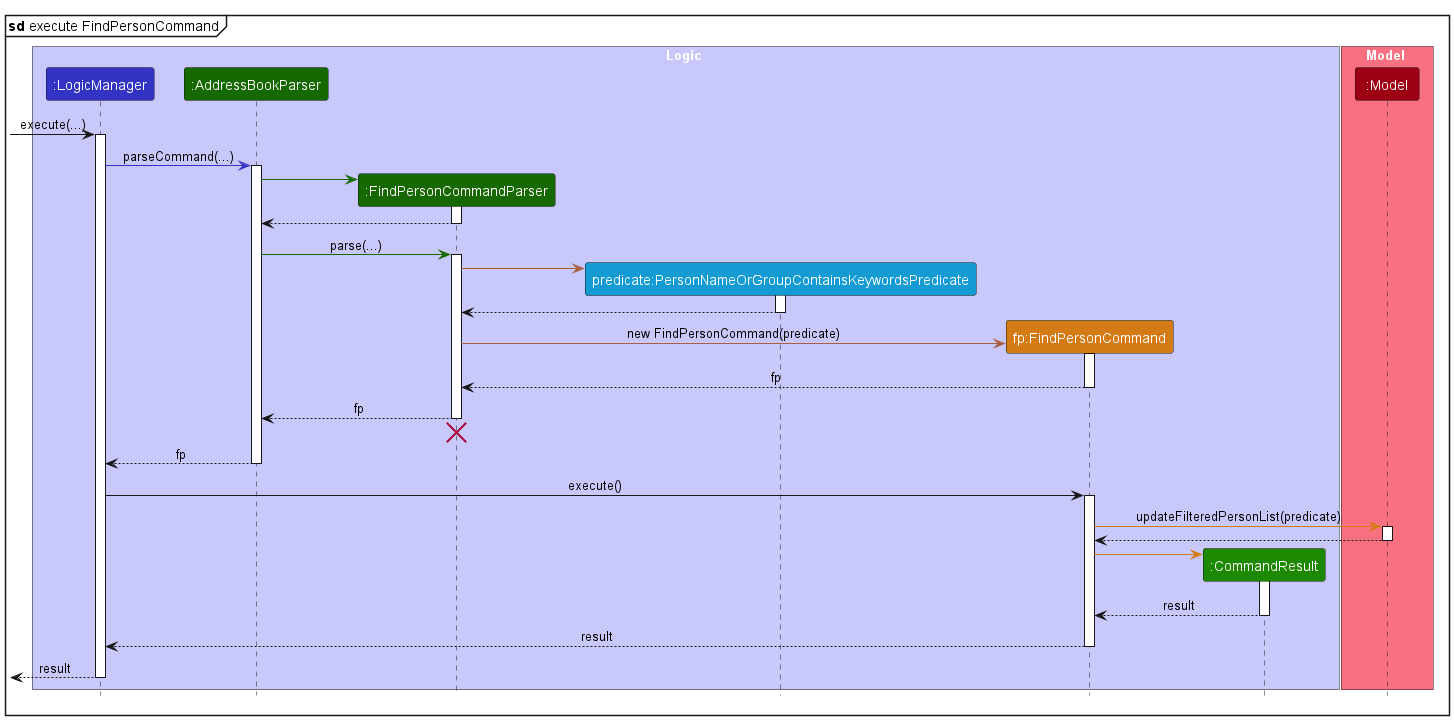 sd execute FindPersonCommand
Logic
Model
:LogicManager
:AddressBookParser
:Model
execute(...)
parseCommand(...)
:FindPersonCommandParser
parse(...)
predicate:PersonNameOrGroupContainsKeywordsPredicate
new FindPersonCommand(predicate)
fp:FindPersonCommand
fp
fp
fp
execute()
updateFilteredPersonList(predicate)
:CommandResult
result
result
result